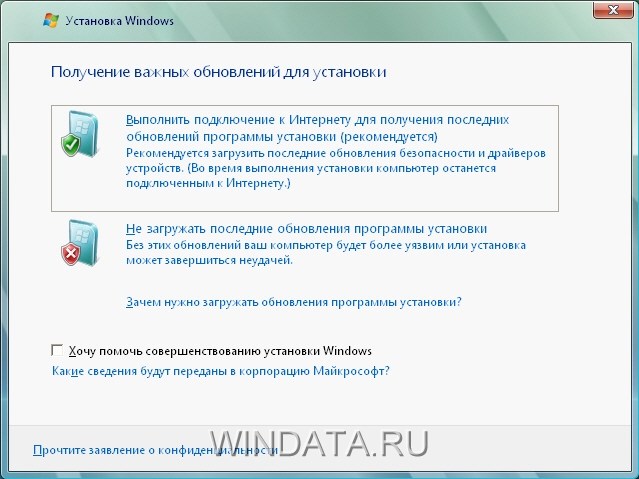 Установка Windows
Получение важных обновлений для установки
Выполнить подключение к Интернету для получения последних
обновлений программы установки (рекомендуется)
Рекомендуется загрузить последние обновления безопасности и драйверов
устройств. (Во время выполнения установки компьютер останется
подключенным к Интернету.)
Не загружать последние обновления программы установки
Без этих обновлений ваш компьютер будет более уязвим или установка
может завершиться неудачей.
Зачем нужно загружать обновления программы установки?
Хочу помочь совершенствованию установки Windows
Какие сведения будут переданы в корпорацию Майкрософт?
WINDATA.RU
Прочтите заявление о конфиденциальности